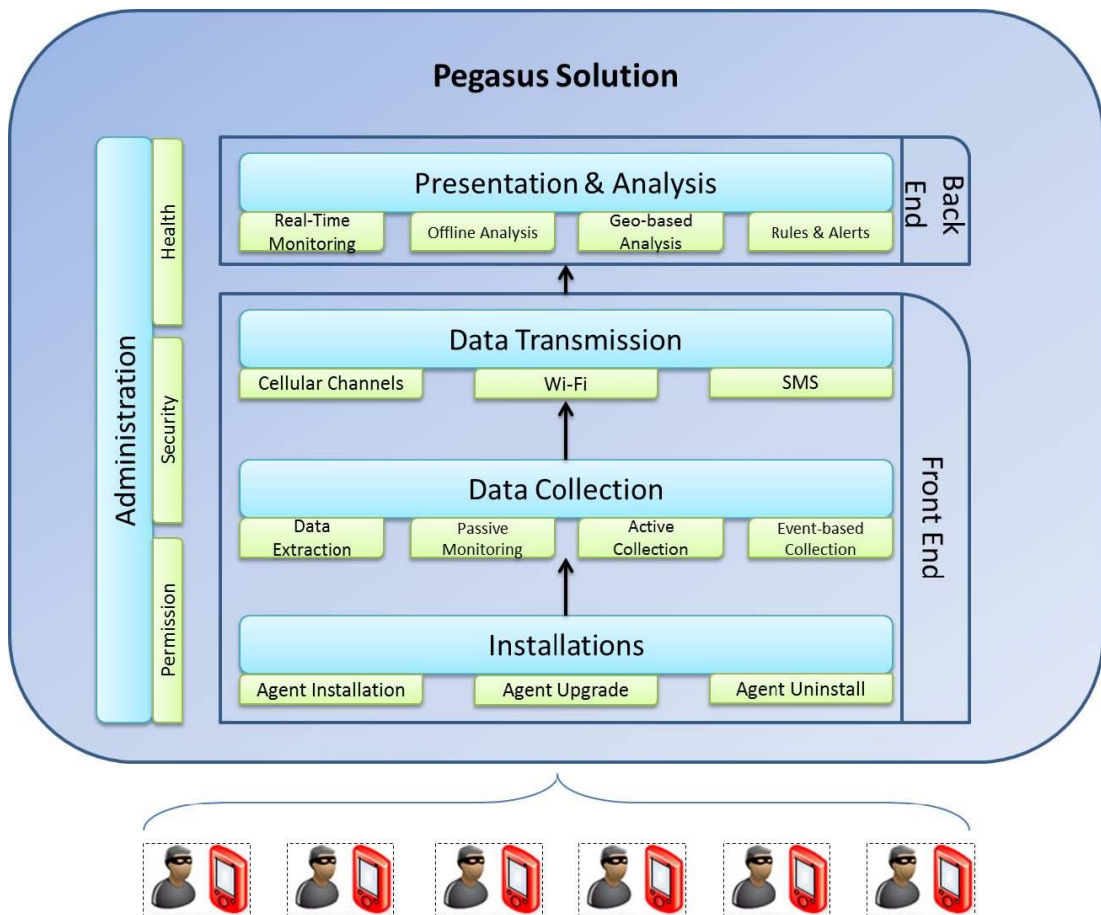 Pegasus Solution
Administration
Health
Security
Permission
Presentation & Analysis
Real-Time
Monitoring
Offline Analysis
Geo-based
Analysis
Rules & Alerts
Back
End
Data Transmission
Cellular Channels
Wi-Fi
SMS
Data Collection
Data
Extraction
Passive
Monitoring
Active
Collection
Event-based
Collection
Installations
Agent Installation
Agent Upgrade
Agent Uninstall
Front End